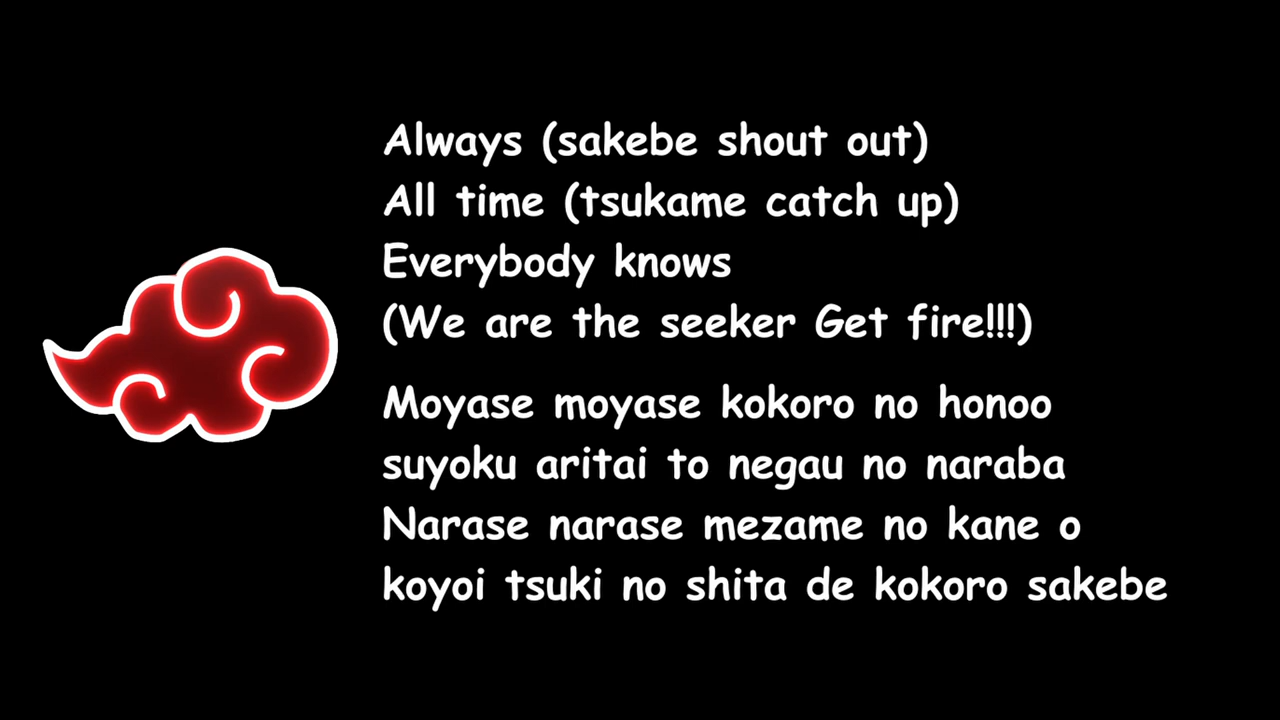 Always (sakebe shout out)
All time (tsukame catch up)
Everybody knows
(We are the seeker Get fire!!!)
Moyase moyase kokoro no honoo
suyoku aritai to negau no naraba
Narase narase mezame no kane o
koyoi tsuki no shita de kokoro sakebe